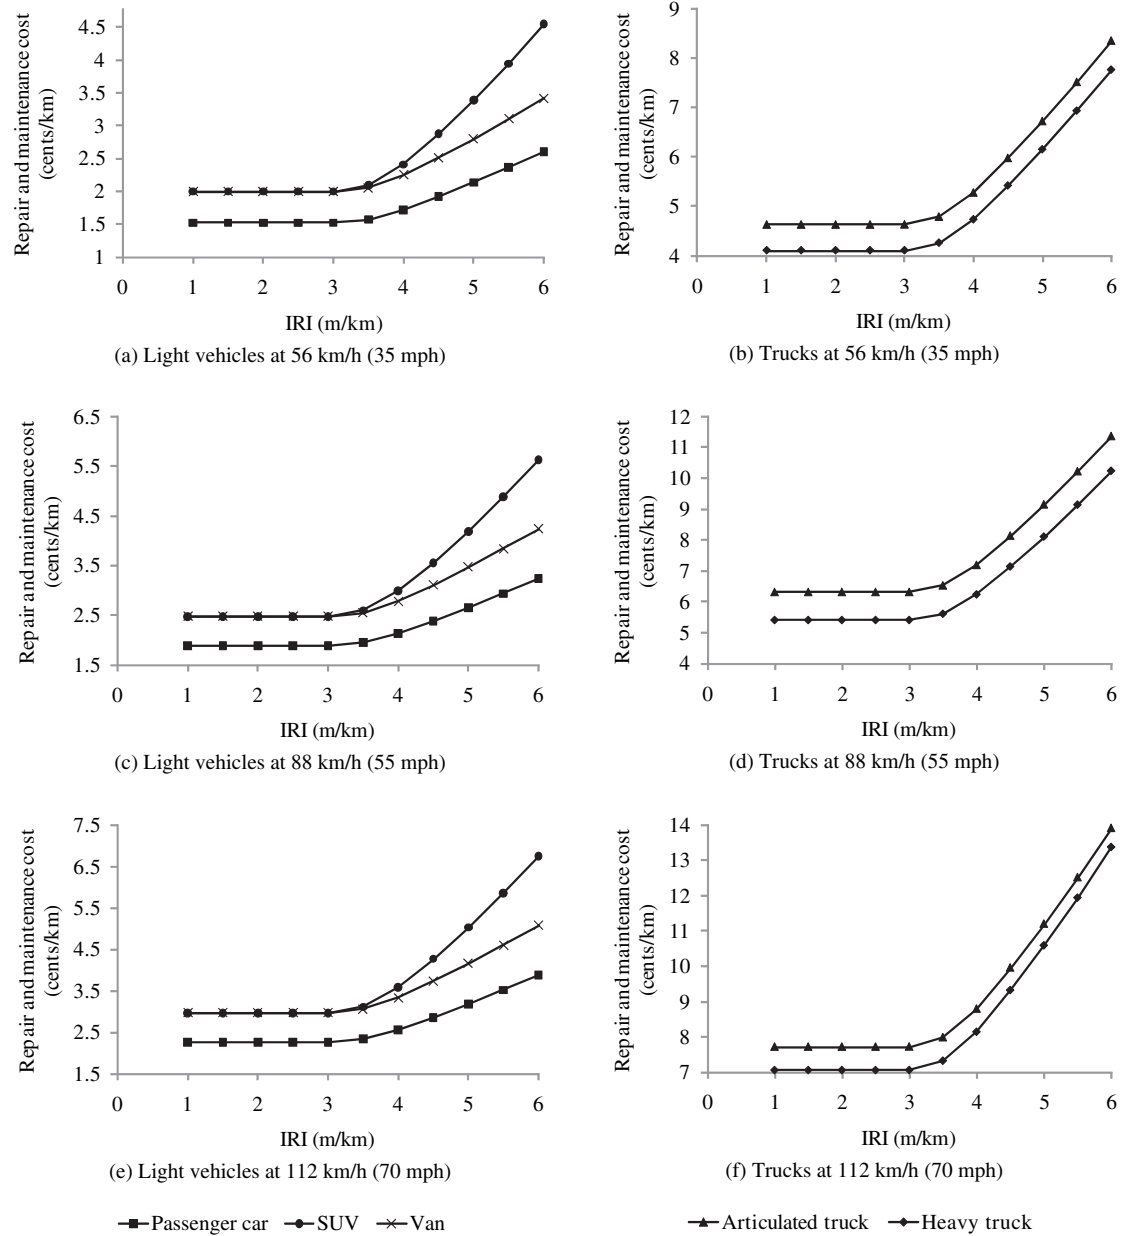 Repair and maintenance cost
(cents/km)
4.5
4
3.5
3
2.5
2
1.5
1
0 1 2 3 4 5 6
IRI (m/km)
(a) Light vehicles at 56 km/h (35 mph)
Repair and maintenance cost
(cents/km)
9
8
7
6
5
4
0 1 2 3 4 5 6
IRI (m/km)
(b) Trucks at 56 km/h (35 mph)
Repair and maintenance cost
(cents/km)
6.5
5.5
4.5
3.5
2.5
1.5
0 1 2 3 4 5 6
IRI (m/km)
(c) Light vehicles at 88 km/h (55 mph)
Repair and maintenance cost
(cents/km)
12
11
10
9
8
7
6
5
4
0 1 2 3 4 5 6
IRI (m/km)
(d) Trucks at 88 km/h (55 mph)
Repair and maintenance cost
(cents/km)
7.5
6.5
5.5
4.5
3.5
2.5
1.5
0 1 2 3 4 5 6
IRI (m/km)
(e) Light vehicles at 112 km/h (70 mph)
Repair and maintenance cost
(cents/km)
14
13
12
11
10
9
8
7
0 1 2 3 4 5 6
IRI (m/km)
(f) Trucks at 112 km/h (70 mph)
Passenger car SUV Van
Articulated truck Heavy truck